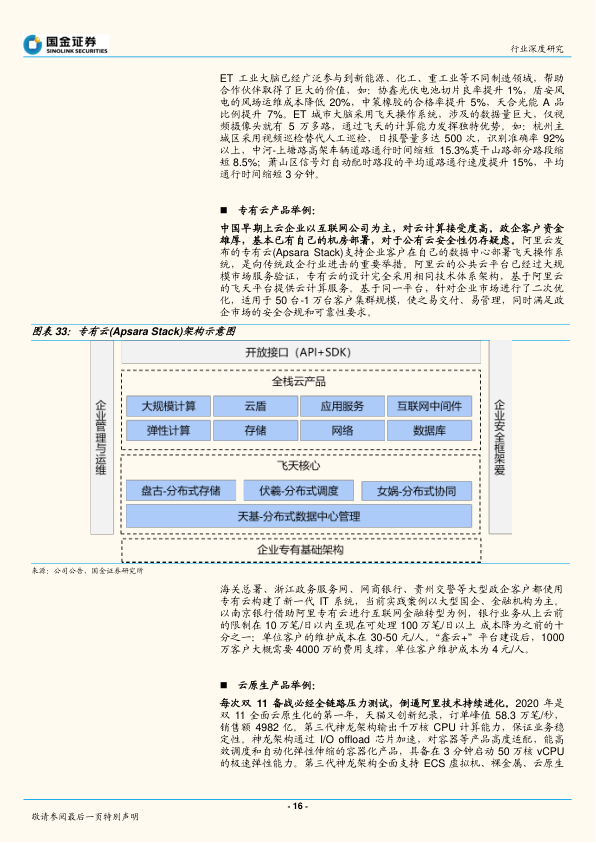 国金证券
SINOLINK SECURITIES
行业深度研究
ET 工业大脑已经广泛参与到新能源、化工、重工业等不同制造领域，帮助
合作伙伴取得了巨大的价值，如：协鑫光伏电池切片良率提升 1%，盾安风
电的风场运维成本降低 20%，中策橡胶的合格率提升 5%，天合光能 A 品
比例提升 7%。ET 城市大脑采用飞天操作系统，涉及的数据量巨大，仅视
频摄像头就有 5 万多路，通过飞天的计算能力发挥独特优势。如：杭州主
城区采用视频巡检替代人工巡检，日报警量多达 500 次，识别准确率 92%
以上，中河-上塘路高架车辆道路通行时间缩短 15.3%莫干山路部分路段缩
短 8.5%；萧山区信号灯自动配时路段的平均道路通行速度提升 15%，平均
通行时间缩短 3 分钟。
■ 专有云产品举例：
中国早期上云企业以互联网公司为主，对云计算接受度高。政企客户资金
雄厚，基本已有自己的机房部署，对于公有云安全性仍存疑虑。阿里云发
布的专有云(Apsara Stack)支持企业客户在自己的数据中心部署飞天操作系
统，是向传统政企行业进击的重要举措。阿里云的公共云平台已经过大规
模市场服务验证，专有云的设计完全采用相同技术体系架构，基于阿里云
的飞天平台提供云计算服务。基于同一平台，针对企业市场进行了二次优
化，适用于 50 台-1 万台客户集群规模，使之易交付、易管理，同时满足政
企市场的安全合规和可靠性要求。
图表 33：专有云(Apsara Stack)架构示意图
开放接口（API+SDK）
全栈云产品
大规模计算 云盾 应用服务 互联网中间件
弹性计算 存储 网络 数据库
企业管理与运维
企业安全框架爱
飞天核心
盘古-分布式存储 伏羲-分布式调度 女娲-分布式协同
天基-分布式数据中心管理
企业专有基础架构
来源：公司公告，国金证券研究所
海关总署、浙江政务服务网、网商银行、贵州交警等大型政企客户都使用
专有云构建了新一代 IT 系统，当前实践案例以大型国企、金融机构为主。
以南京银行借助阿里专有云进行互联网金融转型为例，银行业务从上云前
的限制在 10 万笔/日以内至现在可处理 100 万笔/日以上 成本降为之前的十
分之一：单位客户的维护成本在 30-50 元/人。“鑫云+”平台建设后，1000
万客户大概需要 4000 万的费用支撑，单位客户维护成本为 4 元/人。
■ 云原生产品举例：
每次双 11 备战必经全链路压力测试，倒逼阿里技术持续进化。2020 年是
双 11 全面云原生化的第一年，天猫又创新纪录，订单峰值 58.3 万笔/秒，
销售额 4982 亿。第三代神龙架构输出千万核 CPU 计算能力，保证业务稳
定性。神龙架构通过 I/O offload 芯片加速，对容器等产品高度适配，能高
效调度和自动化弹性伸缩的容器化产品，具备在 3 分钟启动 50 万核 vCPU
的极速弹性能力。第三代神龙架构全面支持 ECS 虚拟机、裸金属、云原生
- 16 -
敬请参阅最后一页特别声明